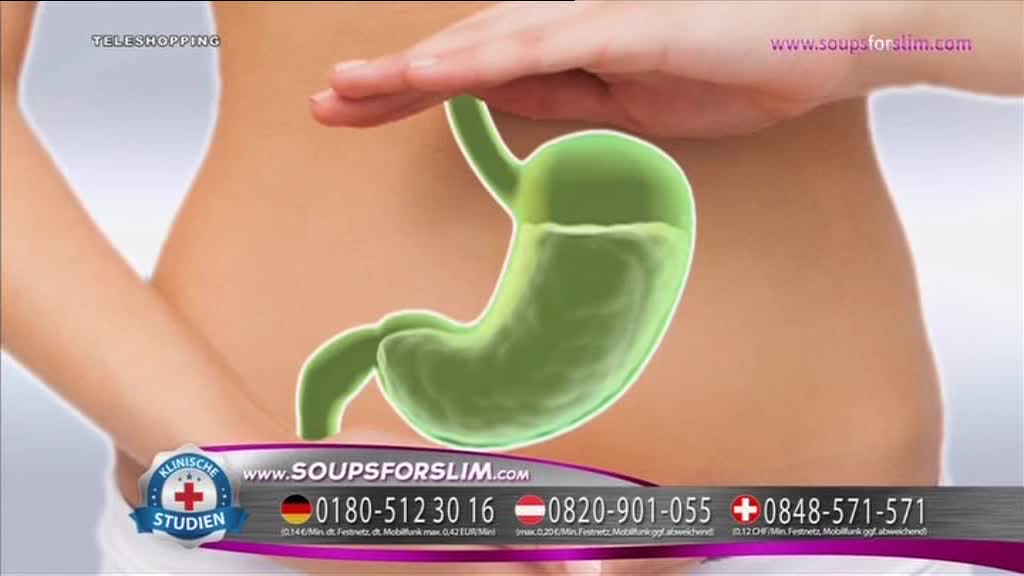 TELESHOPPING
www.soupsforslim.com
KLINISCHE
STUDIEN
www.SOUPSFORSLIM.COM
0180-512 30 16
0820-901-055
0848-571-571
(0,14 €/Min. dt. Festnetz, dt. Mobilfunk max. 0,42 EUR/Min)
(max. 0,20 €/Min. Festnetz, Mobilfunk ggf. abweichend)
(0,12 CHF/Min. Festnetz, Mobilfunk ggf. abweichend)